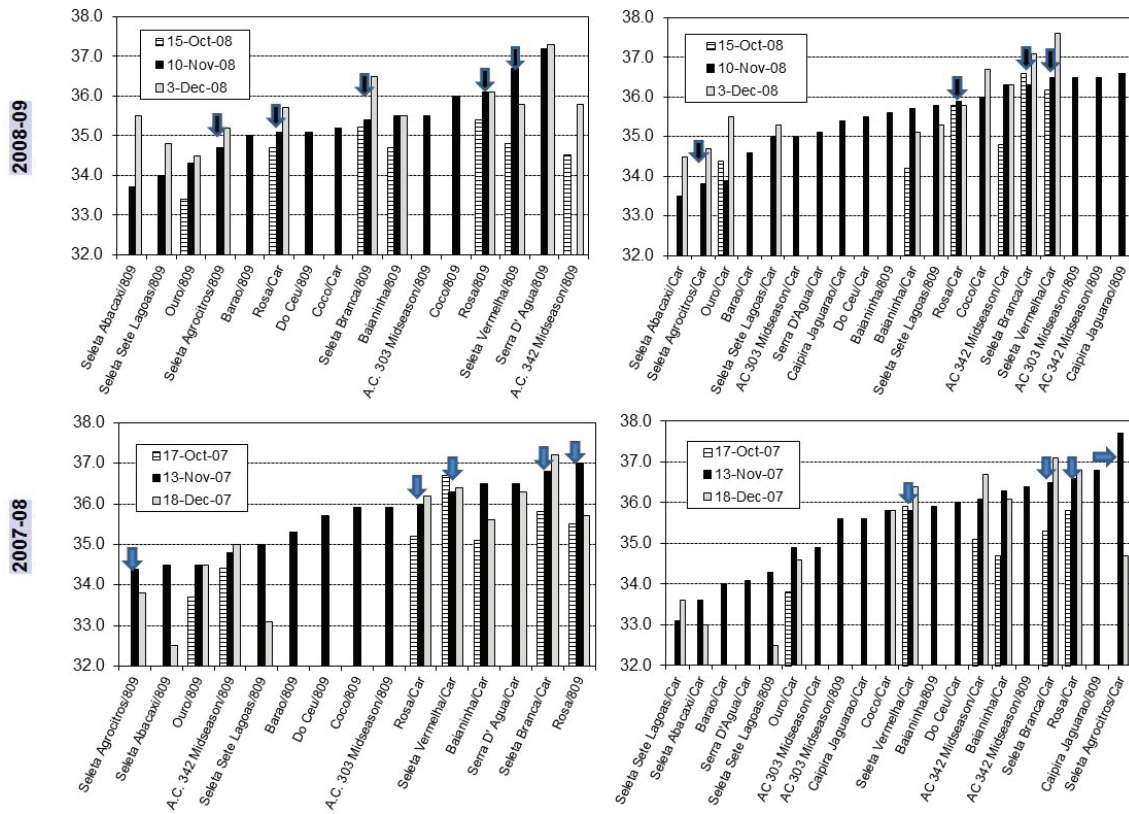 2008-09
38.0
37.0
36.0
35.0
34.0
33.0
32.0
15-Oct-08
10-Nov-08
3-Dec-08
Seleta Abacaxi/809
Seleta Sete Lagoas/809
Ouro/809
Seleta Agrocitros/809
Barao/809
Rosa/Car
Do Ceu/809
Coco/Car
Seleta Branca/809
Baianinha/809
A.C. 303 Midseason/809
Coco/809
Rosa/809
Seleta Vermelha/809
Serra D'Agua/809
A.C. 342 Midseason/809
38.0
37.0
36.0
35.0
34.0
33.0
32.0
15-Oct-08
10-Nov-08
3-Dec-08
Seleta Abacaxi/Car
Seleta Agrocitros/Car
Ouro/Car
Barao/Car
Seleta Sete Lagoas/Car
AC 303 Midseason/Car
Serra D'Agua/Car
Caipira Jaguarao/Car
Do Ceu/Car
Baianinha/809
Baianinha/Car
Seleta Sete Lagoas/809
Rosa/Car
Coco/Car
AC 342 Midseason/Car
Seleta Branca/Car
Seleta Vermelha/Car
AC 303 Midseason/809
AC 342 Midseason/809
Caipira Jaguarao/809
2007-08
38.0
37.0
36.0
35.0
34.0
33.0
32.0
17-Oct-07
13-Nov-07
18-Dec-07
Seleta Agrocitros/809
Seleta Abacaxi/809
Ouro/809
A.C. 342 Midseason/809
Seleta Sete Lagoas/809
Barao/809
Do Ceu/809
Coco/809
A.C. 303 Midseason/809
Rosa/Car
Seleta Vermelha/Car
Baianinha/Car
Serra D'Agua/Car
Seleta Branca/Car
Rosa/809
38.0
37.0
36.0
35.0
34.0
33.0
32.0
17-Oct-07
13-Nov-07
18-Dec-07
Seleta Sete Lagoas/Car
Seleta Abacaxi/Car
Barao/Car
Serra D'Agua/Car
Seleta Sete Lagoas/809
Ouro/Car
AC 303 Midseason/Car
AC 303 Midseason/809
Caipira Jaguarao/Car
Coco/Car
Seleta Vermelha/Car
Baianinha/809
Do Ceu/Car
AC 342 Midseason/Car
Baianinha/Car
AC 342 Midseason/809
Seleta Branca/Car
Rosa/Car
Caipira Jaguarao/809
Seleta Agrocitros/Car